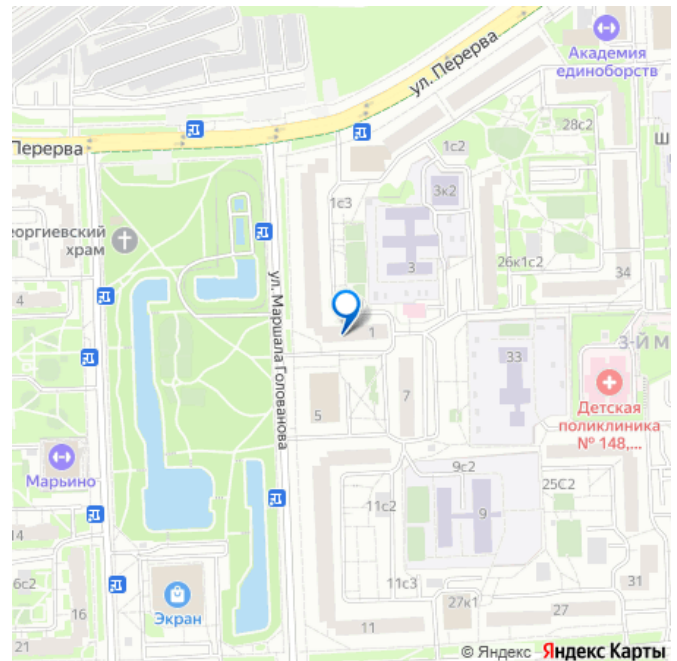 Академия
единоборств
ул. Перерва
Перерва
28с2
Ш
1с2
3к2
1с3
еоргиевский
храм
3
26к1с2
34
4
ул. Маршала Голованова
1
3-Й М
33
7
5
Детская
поликлиника
№ 148,...
Марьино
9с2
25С2
11с2
9
14
6с2
11с3
31
16
Экран
27к1
27
11
21
© Яндекс Яндекс Карты